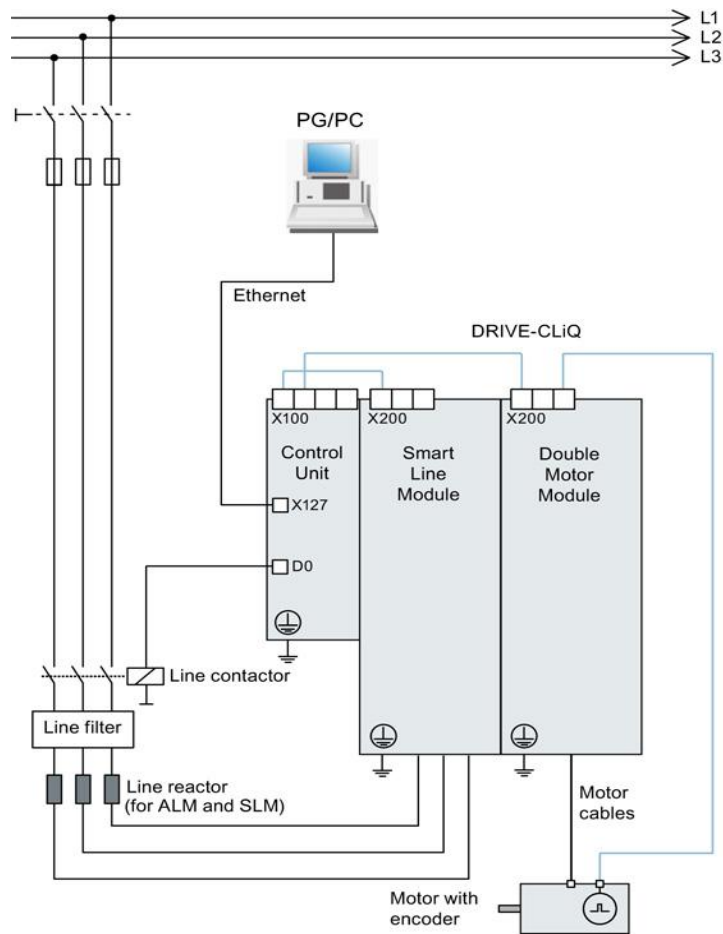 L1
L2
L3
PG/PC
Ethernet
DRIVE-CLiQ
X100
X200
X200
Control
Unit
Smart
Line
Module
Double
Motor
Module
X127
D0
Line contactor
Line filter
Line reactor
(for ALM and SLM)
Motor
cables
Motor with
encoder